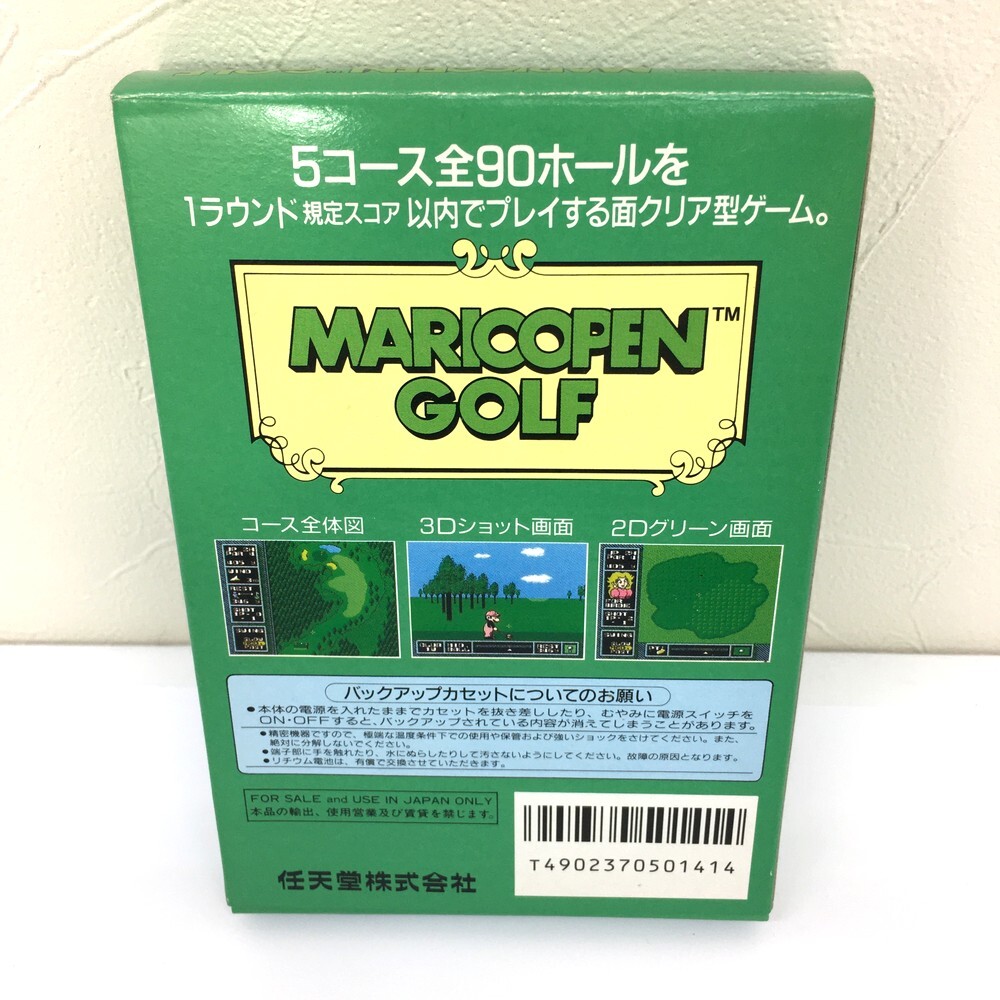 5コース全90ホールを
1ラウンド規定スコア以内でプレイする面クリア型ゲーム。
MARIOOPEN™
GOLF
コース全体図 3Dショット画面 2Dグリーン画面
バックアップカセットについてのお願い
●本体の電源を入れたままでカセットを抜き差ししたり、むやみに電源スイッチを
ON・OFFすると、バックアップされている内容が消えてしまうことがあります。
●精密機器ですので、極端な温度条件下での使用や保管および強いショックをさけてください。また、
絶対に分解しないでください。
●端子部に手を触れたり、水にぬらしたりして汚さないようにしてください。故障の原因となります。
●リチウム電池は、有償で交換させていただきます。
FOR SALE and USE IN JAPAN ONLY
本品の輸出、使用営業及び賃貸を禁じます。
T4902370501414
任天堂株式会社